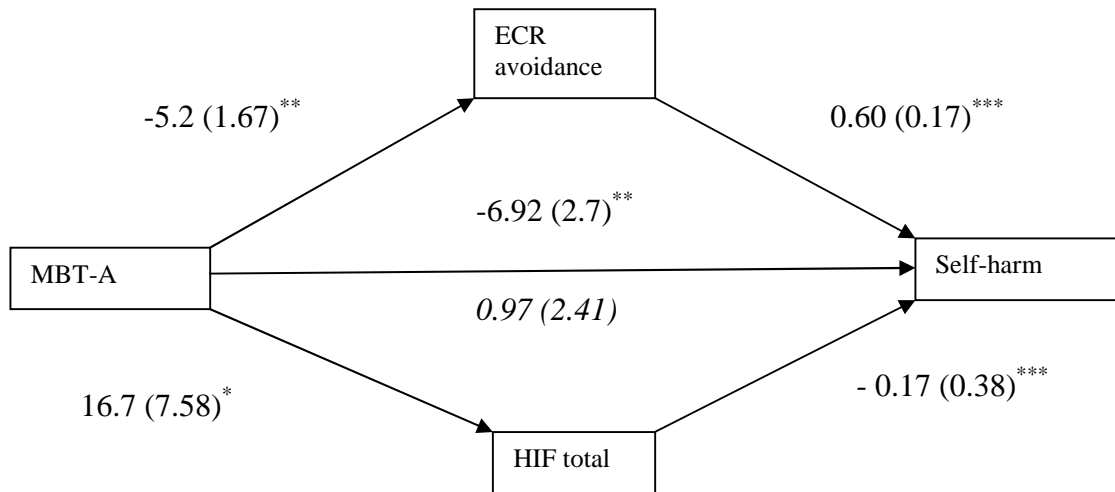 ECR
avoidance
-5.2 (1.67)**
0.60 (0.17)***
-6.92 (2.7)**
MBT-A
Self-harm
0.97 (2.41)
16.7 (7.58)*
- 0.17 (0.38)***
HIF total